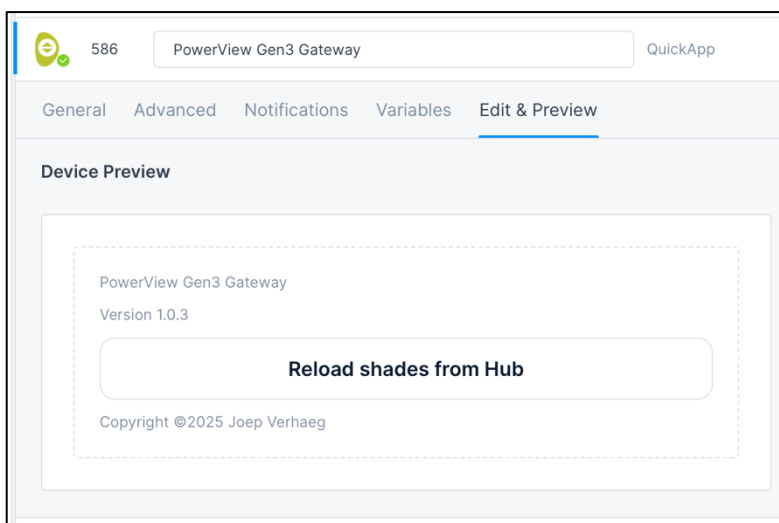 586 PowerView Gen3 Gateway QuickApp
General Advanced Notifications Variables Edit & Preview
Device Preview
PowerView Gen3 Gateway
Version 1.0.3
Reload shades from Hub
Copyright ©2025 Joep Verhaeg